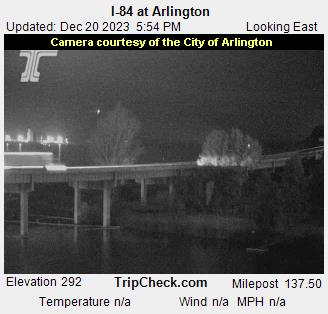 I-84 at Arlington
Updated: Dec 20 2023 5:54 PM Looking East
Camera courtesy of the City of Arlington
Elevation 292 TripCheck.com Milepost 137.50
Temperature n/a Wind n/a MPH n/a